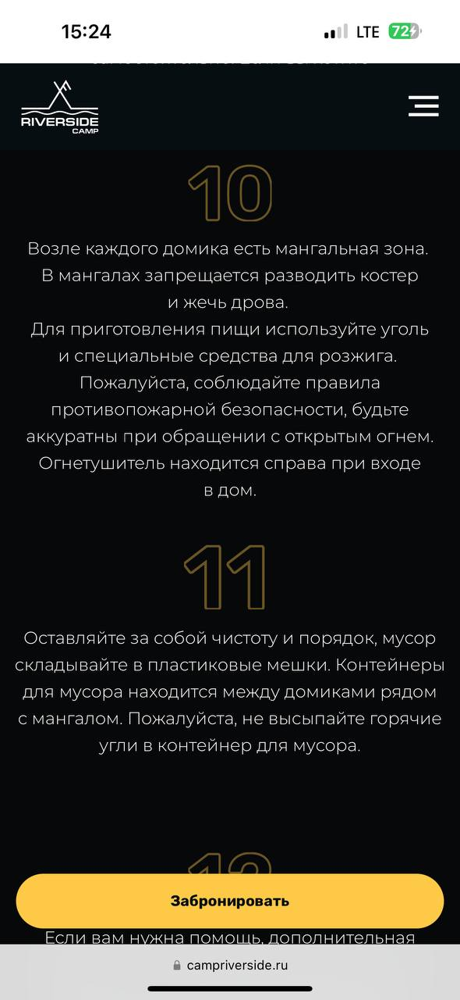 15:24
LTE
72
RIVERSIDE
CAMP
10
Возле каждого домика есть мангальная зона.
В мангалах запрещается разводить костер
и жечь дрова.
Для приготовления пищи используйте уголь
и специальные средства для розжига.
Пожалуйста, соблюдайте правила
противопожарной безопасности, будьте
аккуратны при обращении с открытым огнем.
Огнетушитель находится справа при входе
в дом.
11
Оставляйте за собой чистоту и порядок, мусор
складывайте в пластиковые мешки. Контейнеры
для мусора находится между домиками рядом
с мангалом. Пожалуйста, не высыпайте горячие
угли в контейнер для мусора.
12
Забронировать
Если вам нужна помощь, дополнительная
campriverside.ru